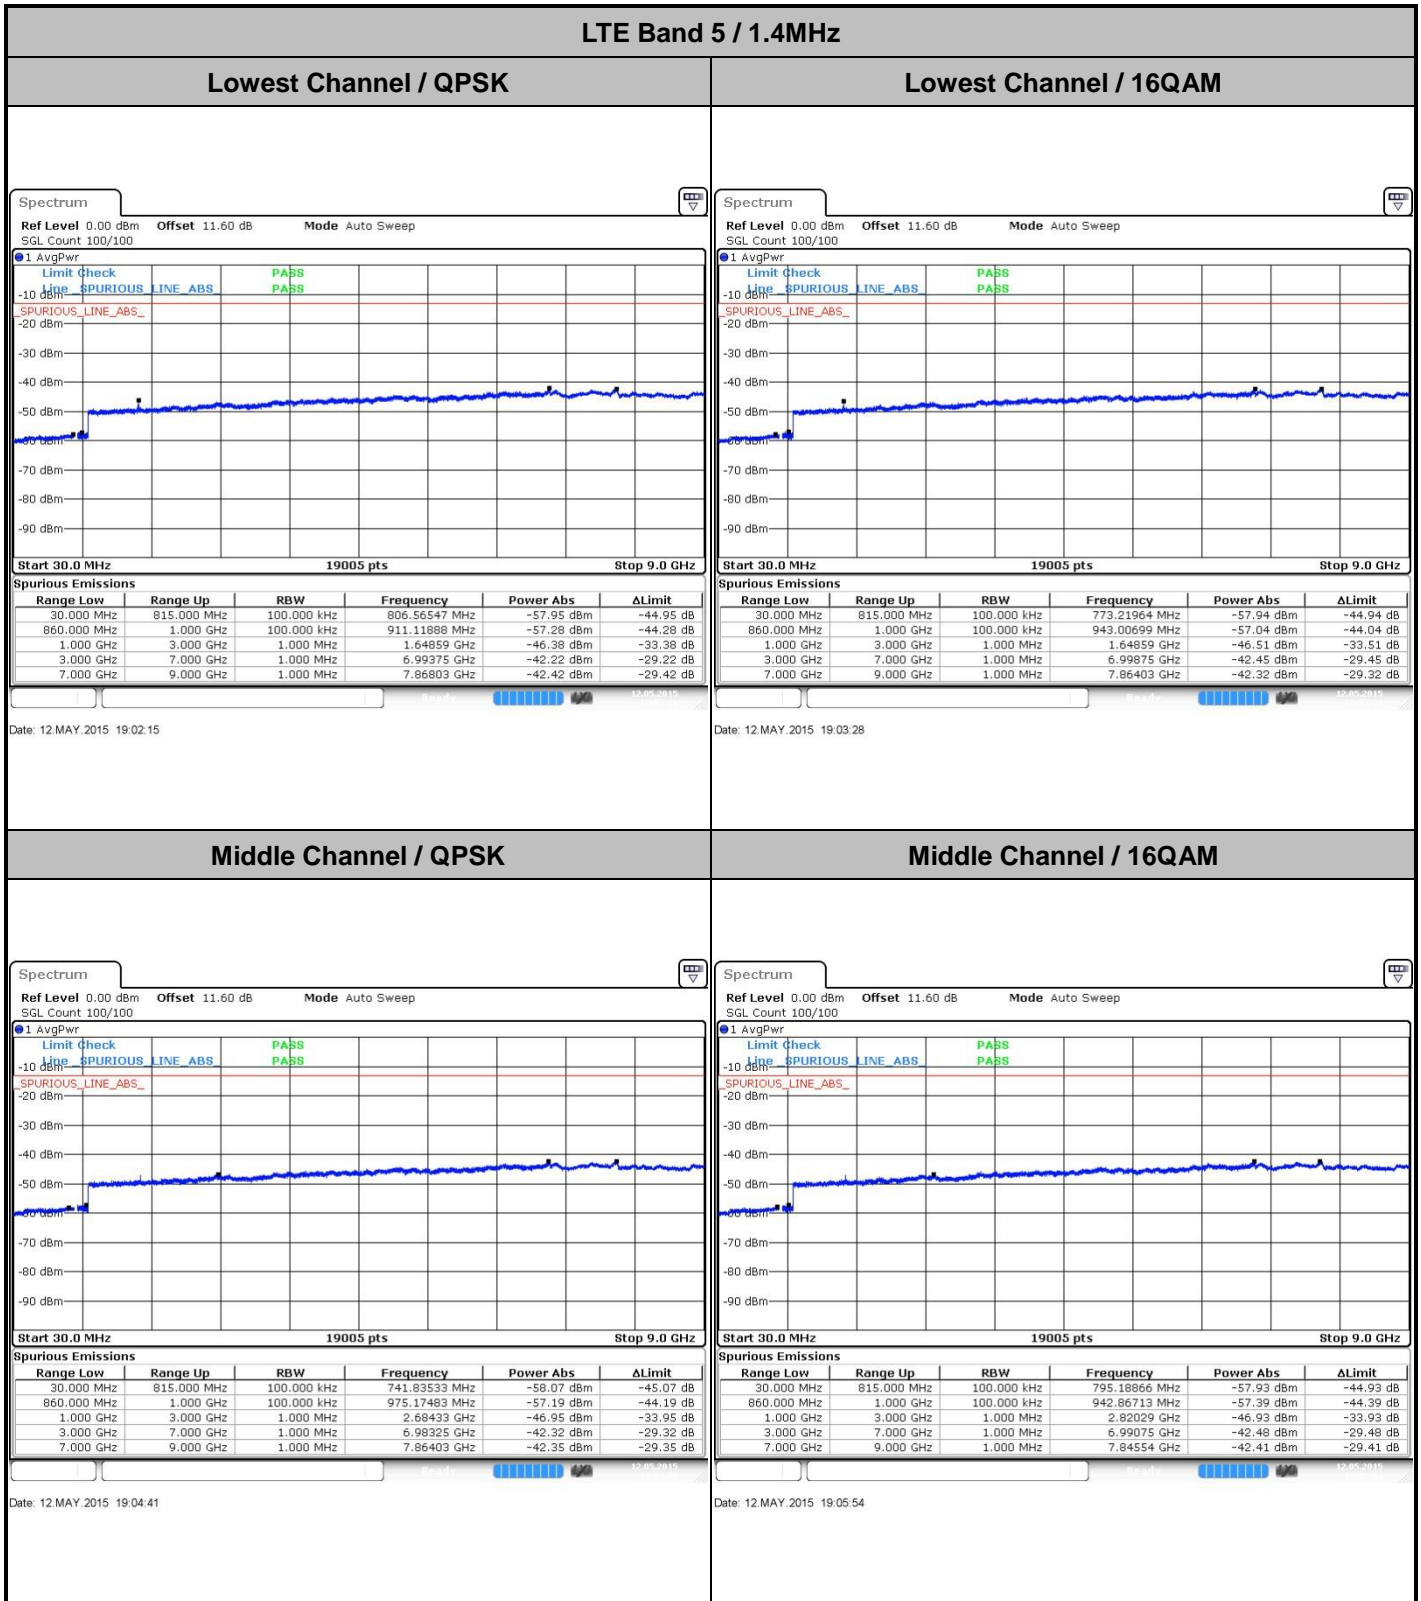 LTE Band 5 / 1.4MHz
Lowest Channel / QPSK
Lowest Channel / 16QAM
Spectrum
Ref Level 0.00 dBm Offset 11.60 dB Mode Auto Sweep
SGL Count 100/100
1 AvgPwr
Limit Check PASS
Line _SPURIOUS_LINE_ABS_ PASS
-10 dBm
_SPURIOUS_LINE_ABS_
-20 dBm
-30 dBm
-40 dBm
-50 dBm
-60 dBm
-70 dBm
-80 dBm
-90 dBm
Start 30.0 MHz 19005 pts Stop 9.0 GHz
Spurious Emissions
Range Low Range Up RBW Frequency Power Abs ΔLimit
30.000 MHz 815.000 MHz 100.000 kHz 806.56547 MHz -57.95 dBm -44.95 dB
860.000 MHz 1.000 GHz 100.000 kHz 911.11888 MHz -57.28 dBm -44.28 dB
1.000 GHz 3.000 GHz 1.000 MHz 1.64859 GHz -46.38 dBm -33.38 dB
3.000 GHz 7.000 GHz 1.000 MHz 6.99375 GHz -42.22 dBm -29.22 dB
7.000 GHz 9.000 GHz 1.000 MHz 7.86803 GHz -42.42 dBm -29.42 dB
Ready 12.05.2015
Date: 12.MAY.2015 19:02:15
Spectrum
Ref Level 0.00 dBm Offset 11.60 dB Mode Auto Sweep
SGL Count 100/100
1 AvgPwr
Limit Check PASS
Line _SPURIOUS_LINE_ABS_ PASS
-10 dBm
_SPURIOUS_LINE_ABS_
-20 dBm
-30 dBm
-40 dBm
-50 dBm
-60 dBm
-70 dBm
-80 dBm
-90 dBm
Start 30.0 MHz 19005 pts Stop 9.0 GHz
Spurious Emissions
Range Low Range Up RBW Frequency Power Abs ΔLimit
30.000 MHz 815.000 MHz 100.000 kHz 773.21964 MHz -57.94 dBm -44.94 dB
860.000 MHz 1.000 GHz 100.000 kHz 943.00699 MHz -57.04 dBm -44.04 dB
1.000 GHz 3.000 GHz 1.000 MHz 1.64859 GHz -46.51 dBm -33.51 dB
3.000 GHz 7.000 GHz 1.000 MHz 6.99875 GHz -42.45 dBm -29.45 dB
7.000 GHz 9.000 GHz 1.000 MHz 7.86403 GHz -42.32 dBm -29.32 dB
Ready 12.05.2015
Date: 12.MAY.2015 19:03:28
Middle Channel / QPSK
Middle Channel / 16QAM
Spectrum
Ref Level 0.00 dBm Offset 11.60 dB Mode Auto Sweep
SGL Count 100/100
1 AvgPwr
Limit Check PASS
Line _SPURIOUS_LINE_ABS_ PASS
-10 dBm
_SPURIOUS_LINE_ABS_
-20 dBm
-30 dBm
-40 dBm
-50 dBm
-60 dBm
-70 dBm
-80 dBm
-90 dBm
Start 30.0 MHz 19005 pts Stop 9.0 GHz
Spurious Emissions
Range Low Range Up RBW Frequency Power Abs ΔLimit
30.000 MHz 815.000 MHz 100.000 kHz 741.83533 MHz -58.07 dBm -45.07 dB
860.000 MHz 1.000 GHz 100.000 kHz 975.17483 MHz -57.19 dBm -44.19 dB
1.000 GHz 3.000 GHz 1.000 MHz 2.68433 GHz -46.95 dBm -33.95 dB
3.000 GHz 7.000 GHz 1.000 MHz 6.98325 GHz -42.32 dBm -29.32 dB
7.000 GHz 9.000 GHz 1.000 MHz 7.86403 GHz -42.35 dBm -29.35 dB
Ready 12.05.2015
Date: 12.MAY.2015 19:04:41
Spectrum
Ref Level 0.00 dBm Offset 11.60 dB Mode Auto Sweep
SGL Count 100/100
1 AvgPwr
Limit Check PASS
Line _SPURIOUS_LINE_ABS_ PASS
-10 dBm
_SPURIOUS_LINE_ABS_
-20 dBm
-30 dBm
-40 dBm
-50 dBm
-60 dBm
-70 dBm
-80 dBm
-90 dBm
Start 30.0 MHz 19005 pts Stop 9.0 GHz
Spurious Emissions
Range Low Range Up RBW Frequency Power Abs ΔLimit
30.000 MHz 815.000 MHz 100.000 kHz 795.18866 MHz -57.93 dBm -44.93 dB
860.000 MHz 1.000 GHz 100.000 kHz 942.86713 MHz -57.39 dBm -44.39 dB
1.000 GHz 3.000 GHz 1.000 MHz 2.82029 GHz -46.93 dBm -33.93 dB
3.000 GHz 7.000 GHz 1.000 MHz 6.99075 GHz -42.48 dBm -29.48 dB
7.000 GHz 9.000 GHz 1.000 MHz 7.84554 GHz -42.41 dBm -29.41 dB
Ready 12.05.2015
Date: 12.MAY.2015 19:05:54